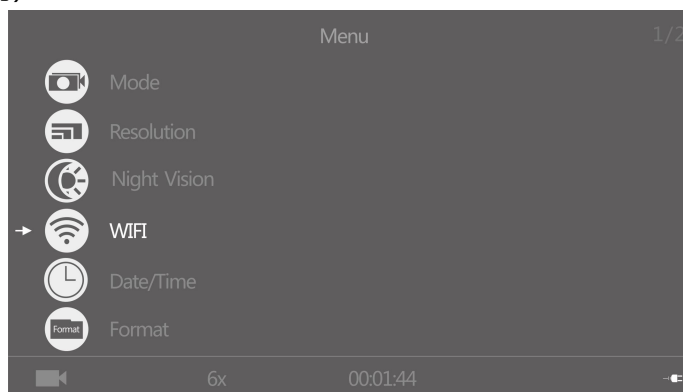 Menu 1/2
Mode
Resolution
Night Vision
WIFI
Date/Time
Format Format
6x 00:01:44